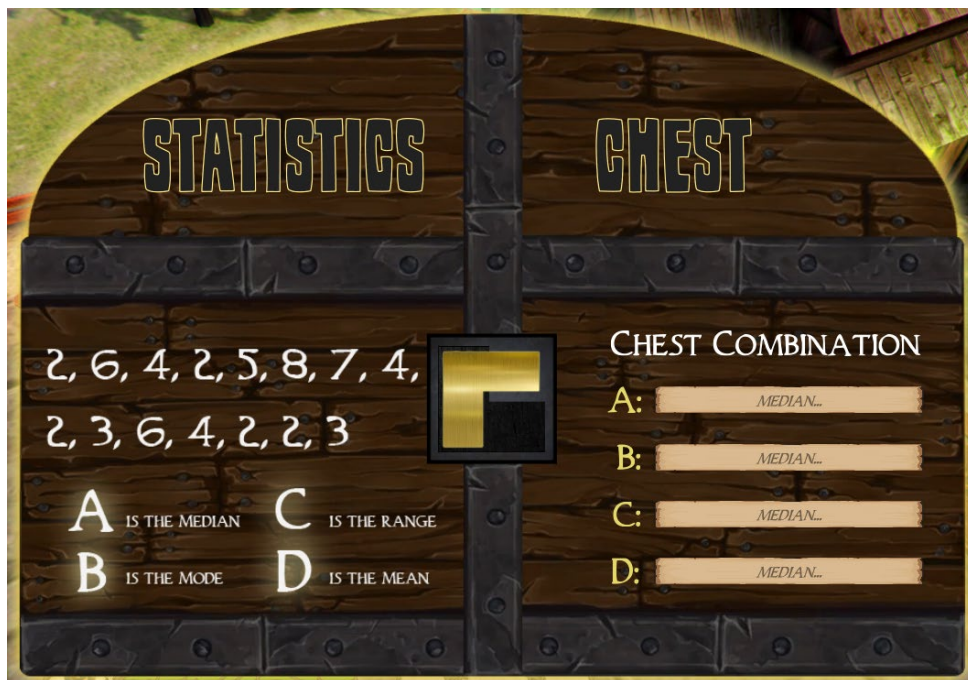 STATISTICS CHEST
2, 6, 4, 2, 5, 8, 7, 4,
2, 3, 6, 4, 2, 2, 3
A IS THE MEDIAN
C IS THE RANGE
B IS THE MODE
D IS THE MEAN
CHEST COMBINATION
A: MEDIAN...
B: MEDIAN...
C: MEDIAN...
D: MEDIAN...